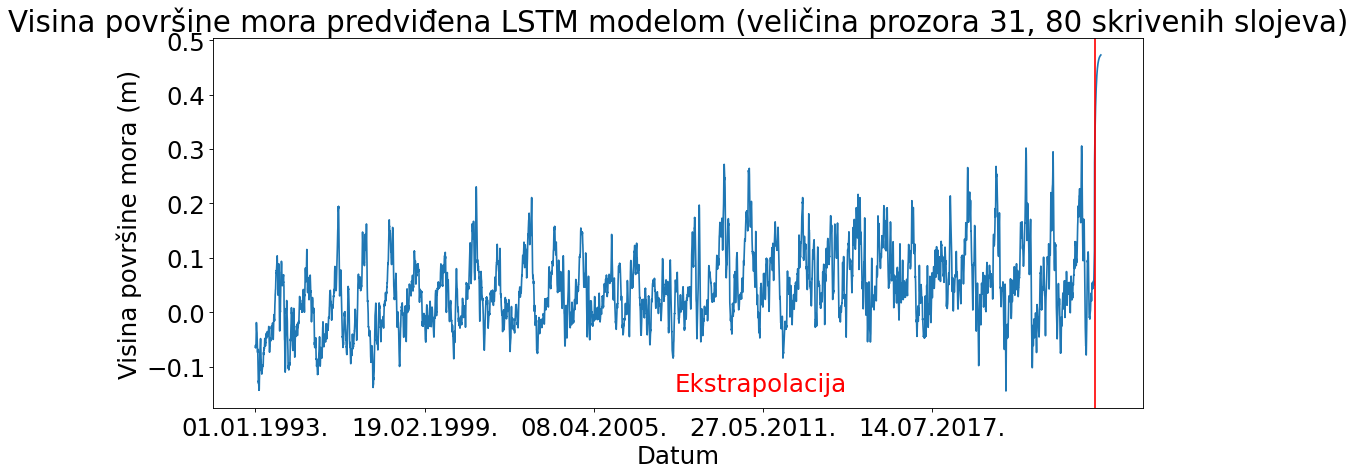 Visina površine mora predviđena LSTM modelom (veličina prozora 31, 80 skrivenih slojeva)
Visina površine mora (m)
0.5
0.4
0.3
0.2
0.1
0.0
−0.1
Ekstrapolacija
01.01.1993. 19.02.1999. 08.04.2005. 27.05.2011. 14.07.2017.
Datum